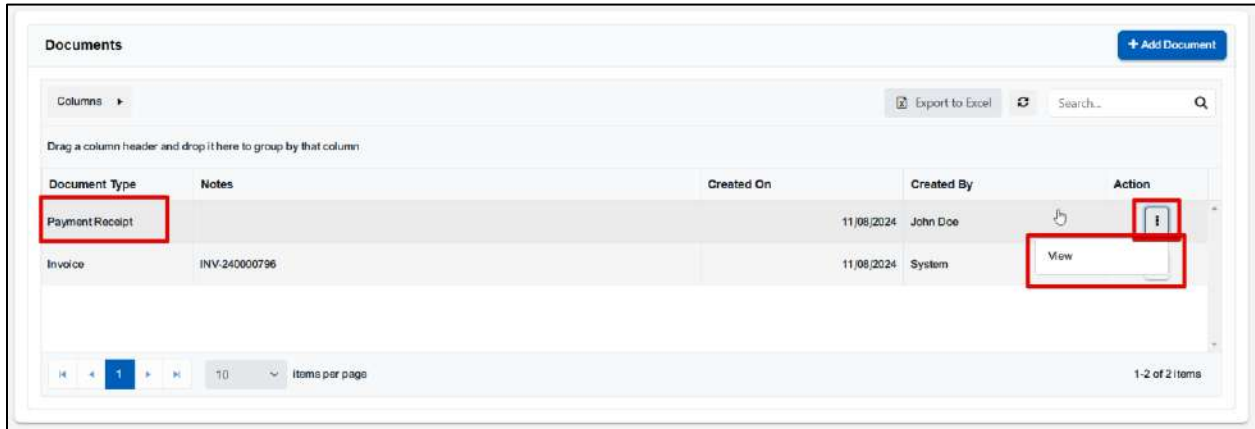 Documents
+ Add Document
Columns
Export to Excel
Search...
Drag a column header and drop it here to group by that column
Document Type Notes Created On Created By Action
Payment Receipt 11/08/2024 John Doe
Invoice INV-240000796 11/08/2024 System
View
1 10 items per page 1-2 of 2 items